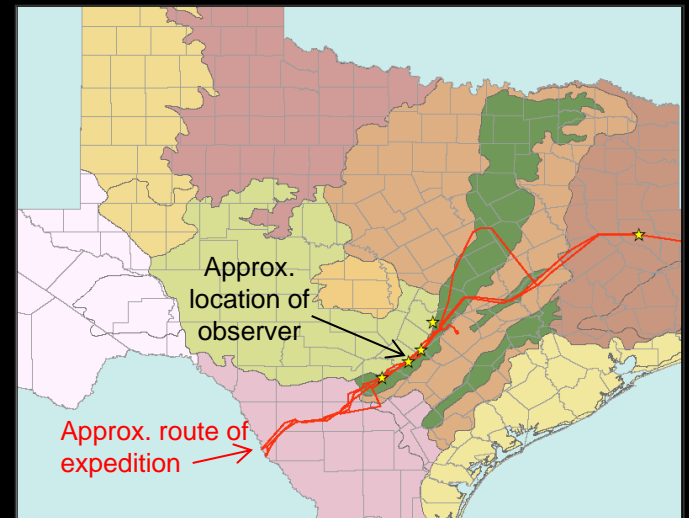 Approx.
location of
observer
Approx. route of
expedition